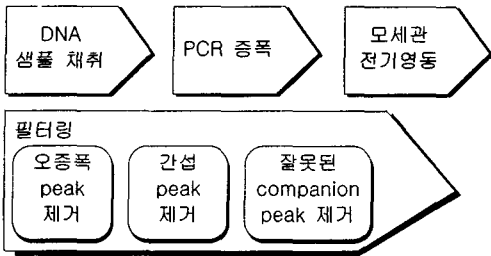 DNA
샘플 채취
PCR 증폭
모세관
전기영동
필터링
오종폭
peak
제거
간섭
peak
제거
잘못된
companion
peak 제거